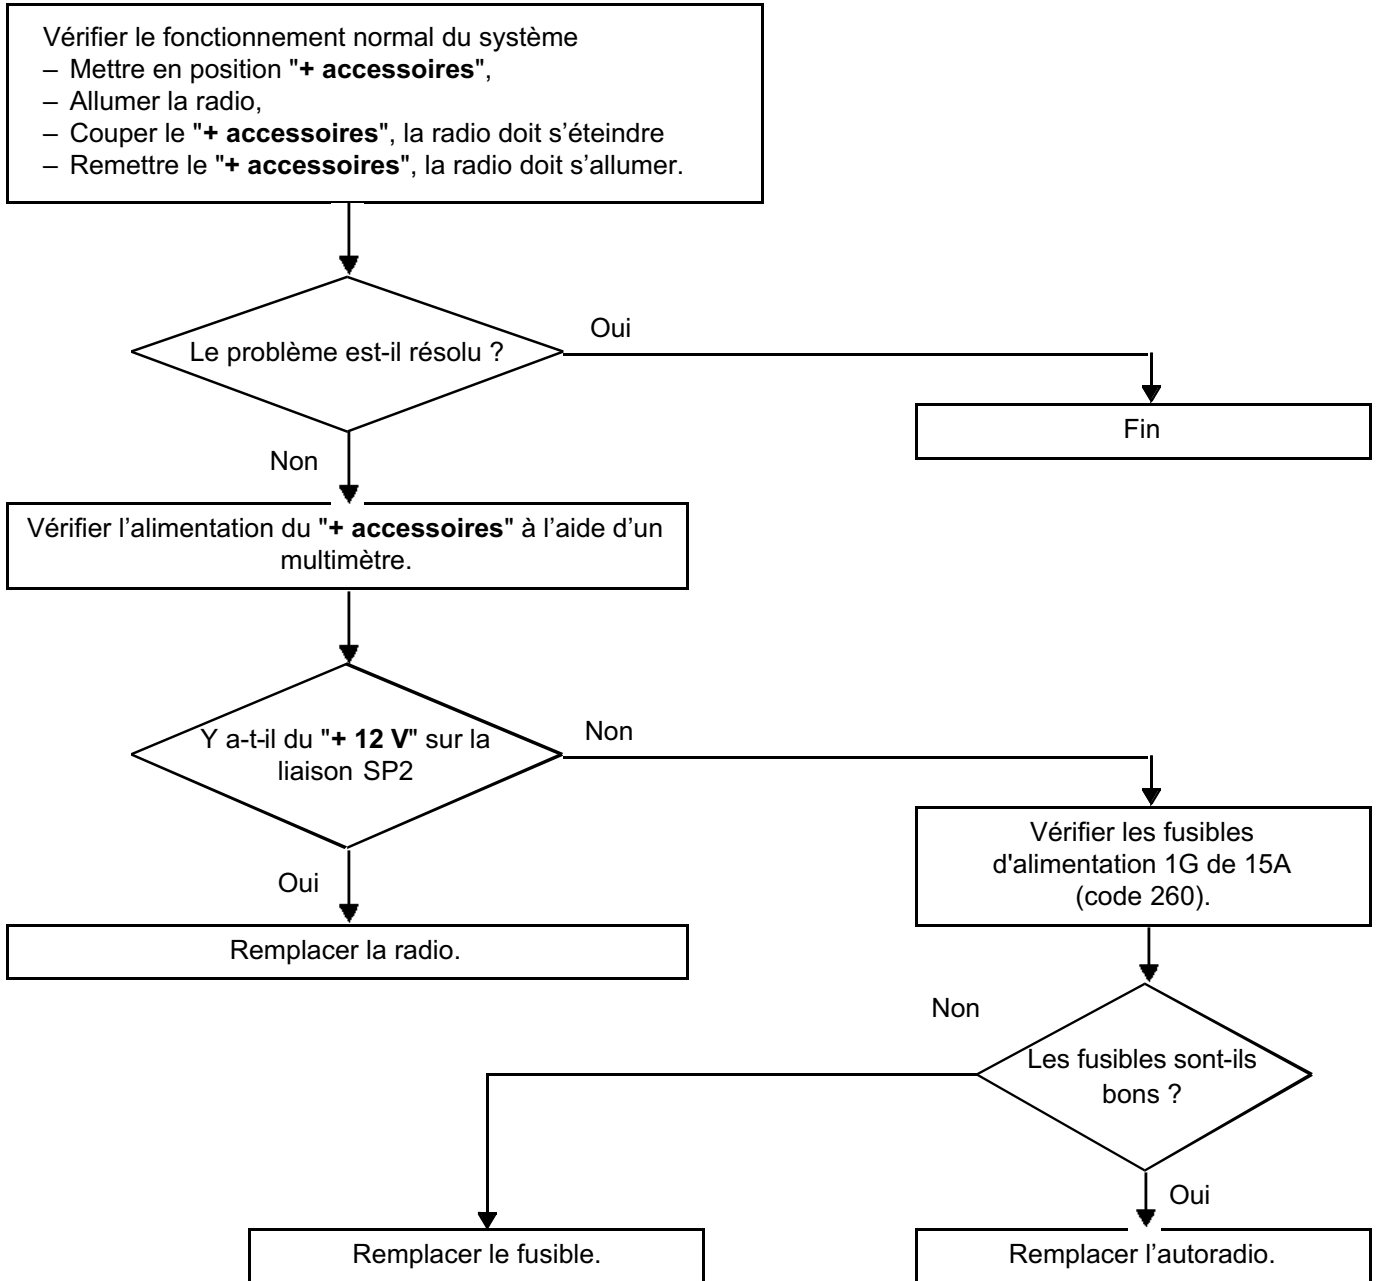 Vérifier le fonctionnement normal du système
– Mettre en position "+ accessoires",
– Allumer la radio,
– Couper le "+ accessoires", la radio doit s’éteindre
– Remettre le "+ accessoires", la radio doit s’allumer.
Le problème est-il résolu ?
Oui
Fin
Non
Vérifier l’alimentation du "+ accessoires" à l’aide d’un
multimètre.
Y a-t-il du "+ 12 V" sur la
liaison SP2
Non
Vérifier les fusibles
d'alimentation 1G de 15A
(code 260).
Oui
Remplacer la radio.
Non
Les fusibles sont-ils
bons ?
Oui
Remplacer le fusible.
Remplacer l’autoradio.